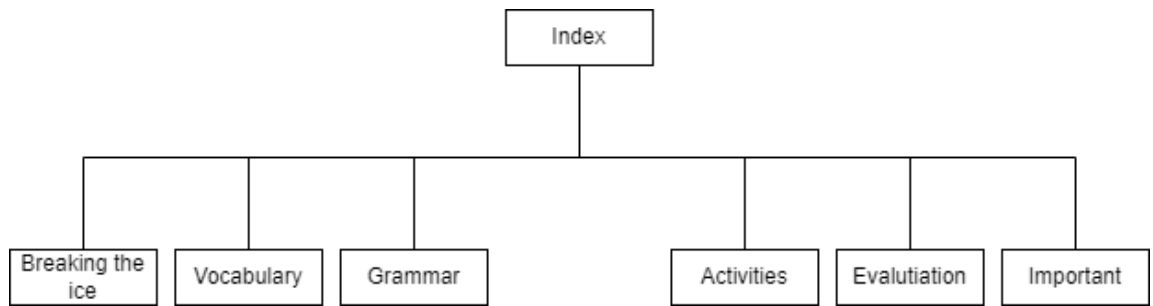 Index
Breaking the
ice
Vocabulary
Grammar
Activities
Evalutiation
Important